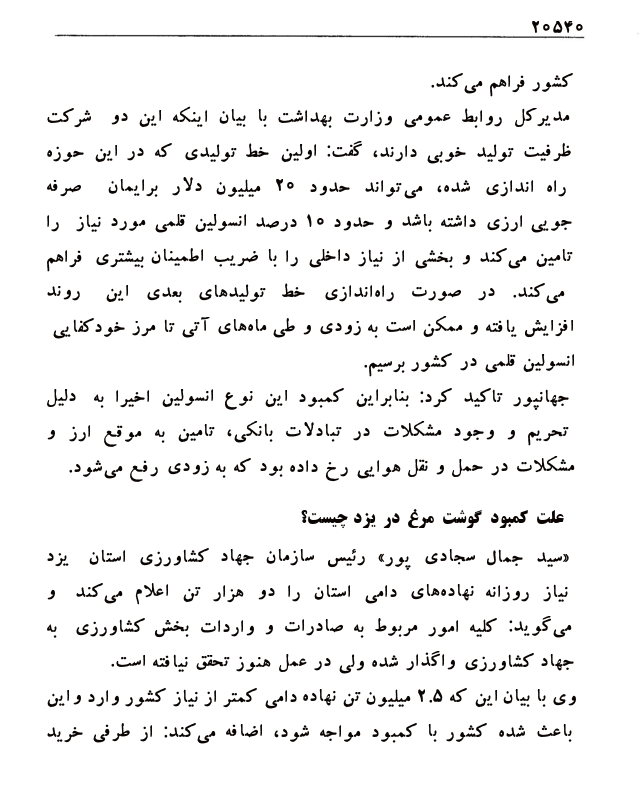 ۲۰۵۴۰
کشور فراهم می‌کند.
مدیرکل روابط عمومی وزارت بهداشت با بیان اینکه این دو شرکت
ظرفیت تولید خوبی دارند، گفت: اولین خط تولیدی که در این حوزه
راه اندازی شده، می‌تواند حدود ۲۰ میلیون دلار برایمان صرفه
جویی ارزی داشته باشد و حدود ۱۰ درصد انسولین قلمی مورد نیاز را
تامین می‌کند و بخشی از نیاز داخلی را با ضریب اطمینان بیشتری فراهم
می‌کند. در صورت راه‌اندازی خط تولیدهای بعدی این روند
افزایش یافته و ممکن است به زودی و طی ماه‌های آتی تا مرز خودکفایی
انسولین قلمی در کشور برسیم.
جهانپور تاکید کرد: بنابراین کمبود این نوع انسولین اخیرا به دلیل
تحریم و وجود مشکلات در تبادلات بانکی، تامین به موقع ارز و
مشکلات در حمل و نقل هوایی رخ داده بود که به زودی رفع می‌شود.
علت کمبود گوشت مرغ در یزد چیست؟
«سید جمال سجادی پور» رئیس سازمان جهاد کشاورزی استان یزد
نیاز روزانه نهاده‌های دامی استان را دو هزار تن اعلام می‌کند و
می‌گوید: کلیه امور مربوط به صادرات و واردات بخش کشاورزی به
جهاد کشاورزی واگذار شده ولی در عمل هنوز تحقق نیافته است.
وی با بیان این که ۲.۵ میلیون تن نهاده دامی کمتر از نیاز کشور وارد و این
باعث شده کشور با کمبود مواجه شود، اضافه می‌کند: از طرفی خرید